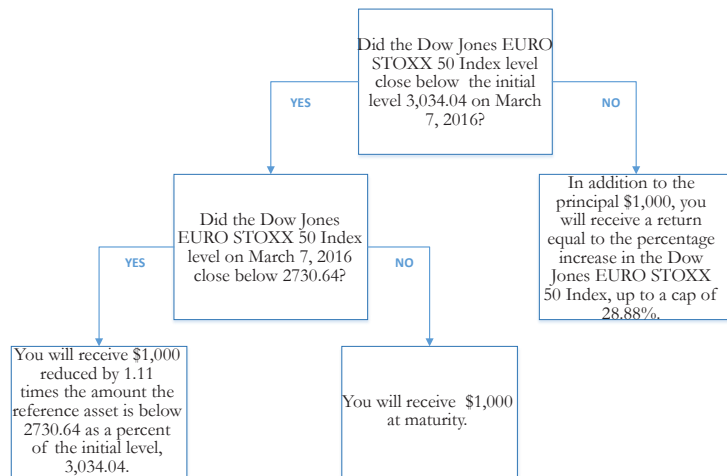 Did the Dow Jones EURO
STOXX 50 Index level
close below the initial
level 3,034.04 on March
7, 2016?
YES
NO
Did the Dow Jones
EURO STOXX 50 Index
level on March 7, 2016
close below 2730.64?
In addition to the
principal $1,000, you
will receive a return
equal to the percentage
increase in the Dow
Jones EURO STOXX
50 Index, up to a cap of
28.88%.
YES
NO
You will receive $1,000
reduced by 1.11
times the amount the
reference asset is below
2730.64 as a percent
of the initial level,
3,034.04.
You will receive $1,000
at maturity.